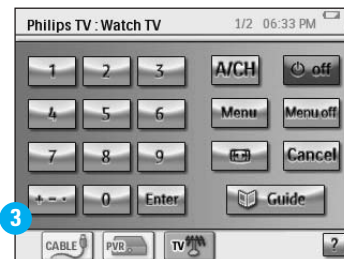 Philips TV : Watch TV 1/2 06:33 PM
1 2 3 A/CH off
4 5 6 Menu Menu off
7 8 9 Cancel
+ - • 0 Enter Guide
3
CABLE PVR TV ?